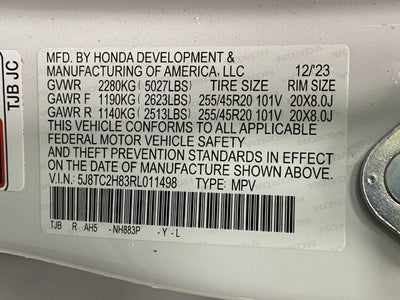 MFD. BY HONDA DEVELOPMENT &
MANUFACTURING OF AMERICA, LLC 12/'23
GVWR 2280KG (5027LBS) TIRE SIZE RIM SIZE
GAWR F 1190KG (2623LBS) 255/45R20 101V 20X8.0J
GAWR R 1140KG (2513LBS) 255/45R20 101V 20X8.0J
THIS VEHICLE CONFORMS TO ALL APPLICABLE
FEDERAL MOTOR VEHICLE SAFETY
AND THEFT PREVENTION STANDARDS IN EFFECT
ON THE DATE OF MANUFACTURE SHOWN ABOVE.
V.I.N.: 5J8TC2H83RL011498 TYPE: MPV
TJB R AH5 -NH883P -Y -L
TJB JC